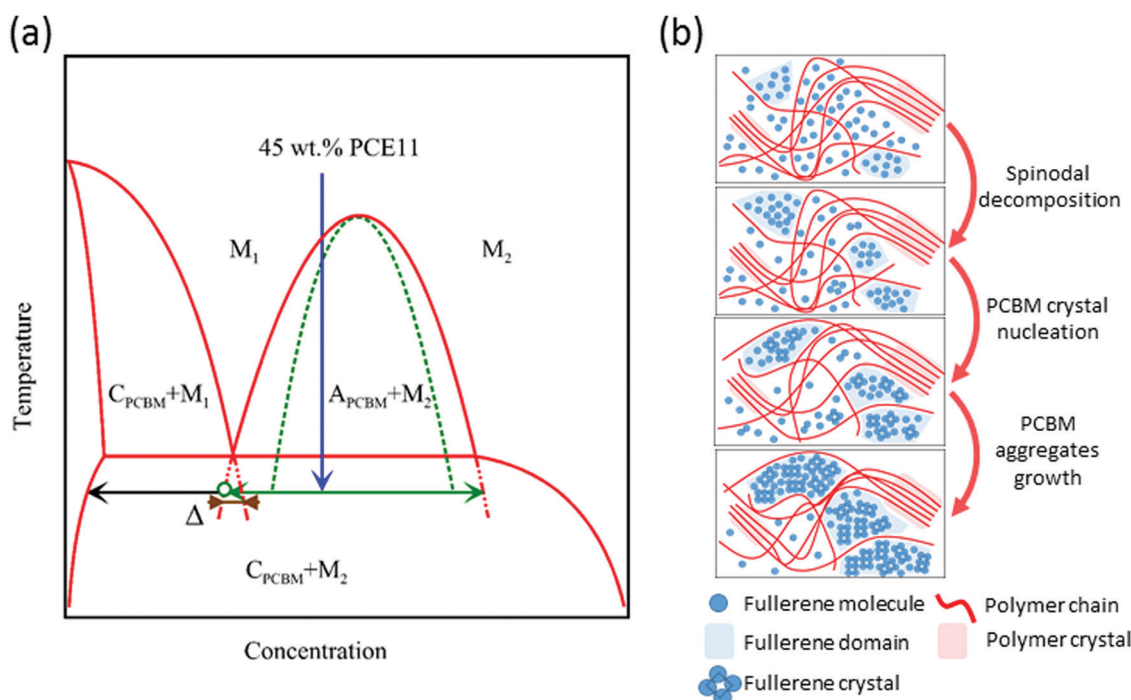 (a)
45 wt.% PCE11
M1
M2
CPCBM+M1
APCBM+M2
Δ
CPCBM+M2
Temperature
Concentration
(b)
Spinodal
decomposition
PCBM crystal
nucleation
PCBM
aggregates
growth
Fullerene molecule
Polymer chain
Fullerene domain
Polymer crystal
Fullerene crystal